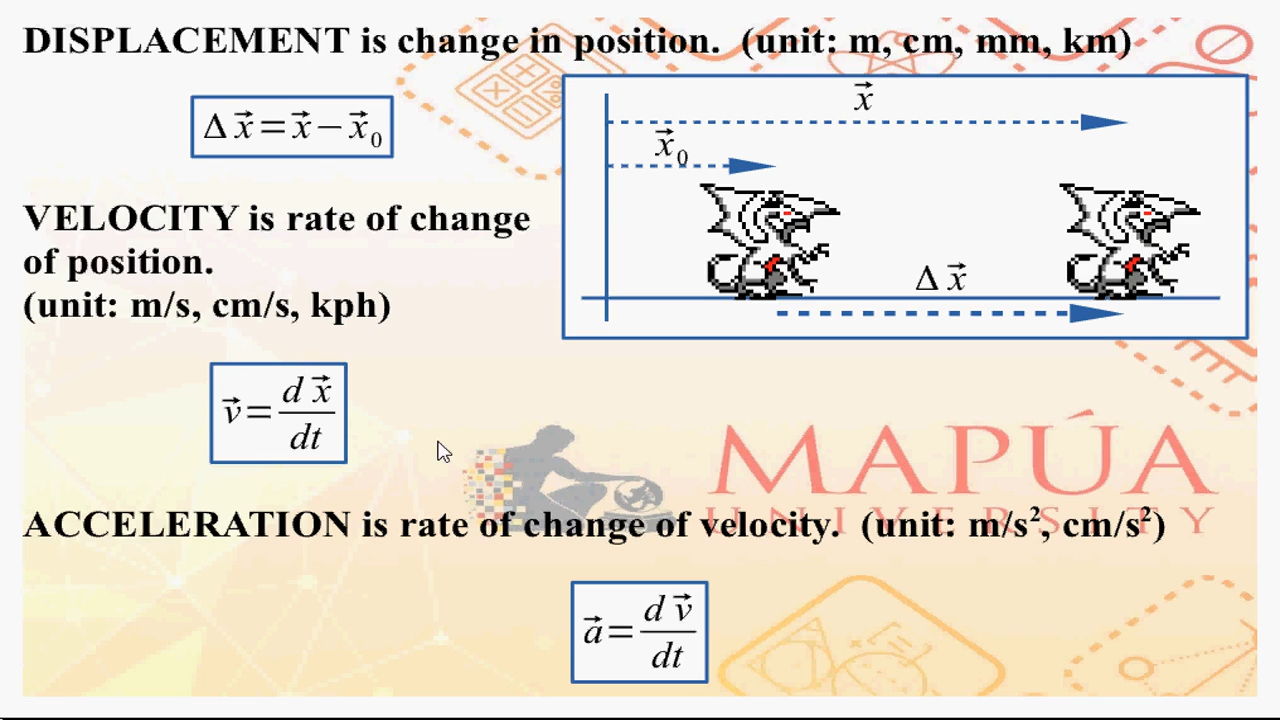 DISPLACEMENT is change in position. (unit: m, cm, mm, km)
Δx⃗=x⃗−x⃗₀
x⃗
x⃗₀
Δx⃗
VELOCITY is rate of change
of position.
(unit: m/s, cm/s, kph)
v⃗=dx⃗/dt
MAPÚA
UNIVERSITY
ACCELERATION is rate of change of velocity. (unit: m/s², cm/s²)
a⃗=dv⃗/dt